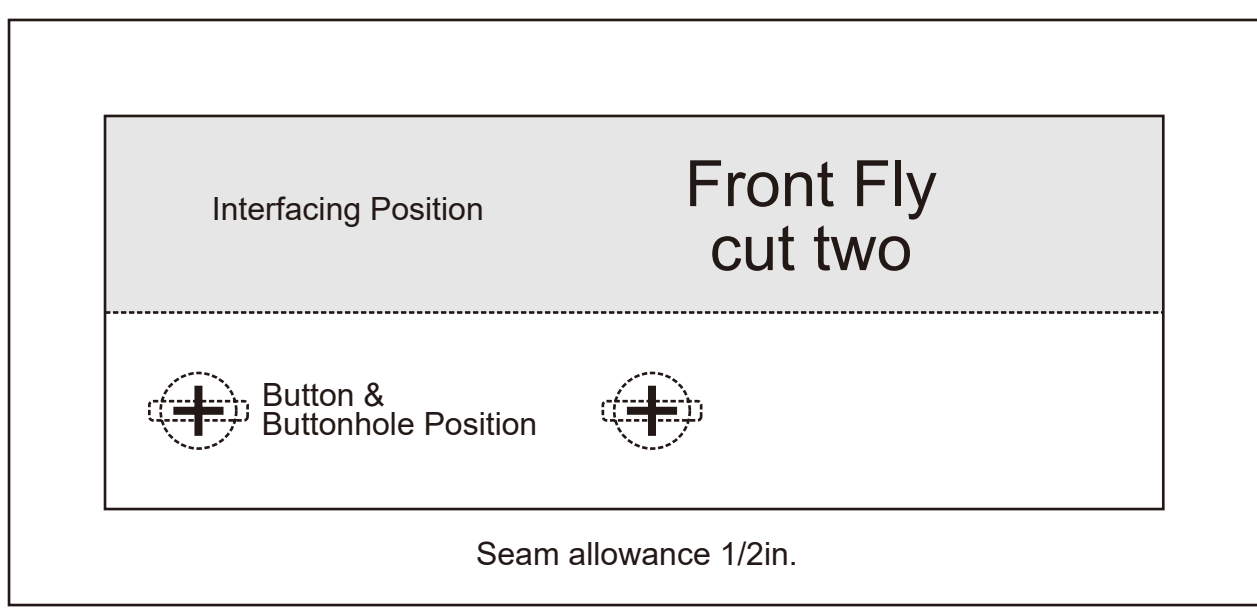 Front Fly
cut two
Interfacing Position
Button &
Buttonhole Position
Seam allowance 1/2in.